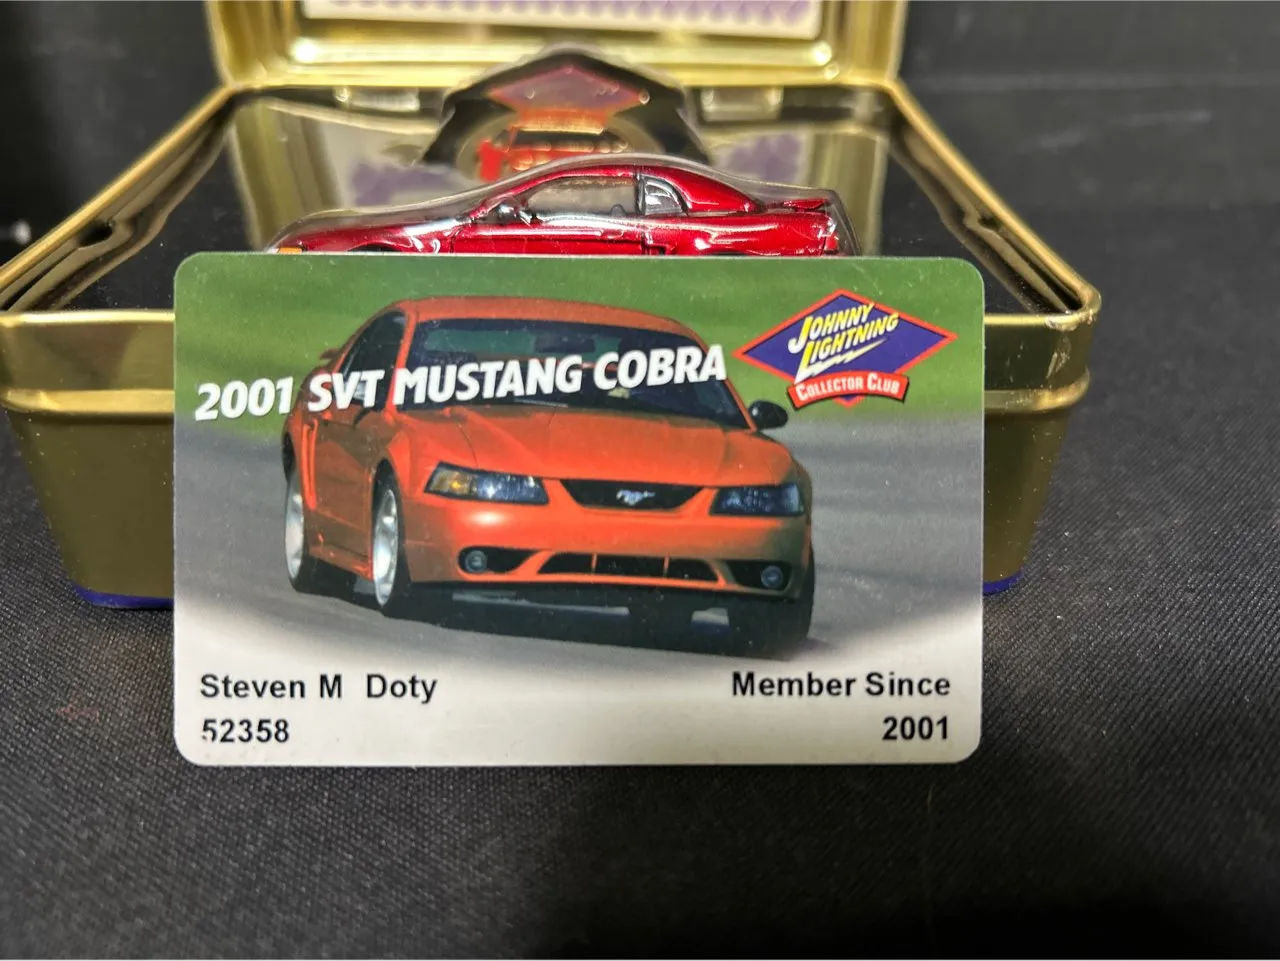 2001 SVT MUSTANG COBRA
JOHNNY
LIGHTNING
COLLECTOR CLUB
Steven M Doty
Member Since
52358
2001